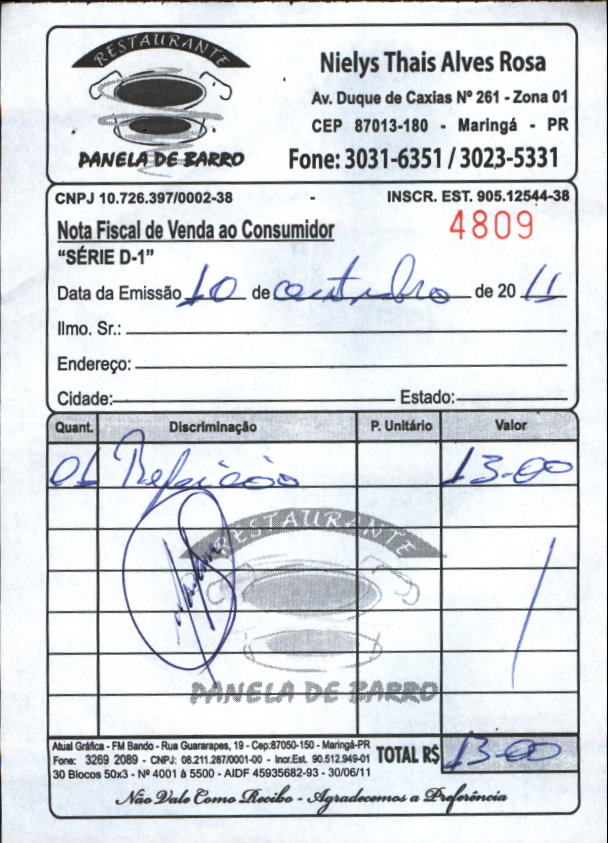 RESTAURANTE
PANELA DE BARRO
Nielys Thais Alves Rosa
Av. Duque de Caxias Nº 261 - Zona 01
CEP 87013-180 - Maringá - PR
Fone: 3031-6351 / 3023-5331
CNPJ 10.726.397/0002-38 - INSCR. EST. 905.12544-38
Nota Fiscal de Venda ao Consumidor 4809
"SÉRIE D-1"
Data da Emissão 10 de outubro de 2011
Ilmo. Sr.:
Endereço:
Cidade: Estado:
Quant. Discriminação P. Unitário Valor
01 Refeição 13-00
RESTAURANTE
PANELA DE BARRO
Atual Gráfica - FM Bando - Rua Guararapes, 19 - Cep:87050-150 - Maringá-PR
Fone: 3269 2089 - CNPJ: 08.211.287/0001-00 - Incr.Est. 90.512.949-01
30 Blocos 50x3 - Nº 4001 à 5500 - AIDF 45935682-93 - 30/06/11
TOTAL R$ 13-00
Não Vale Como Recibo - Agradecemos a Preferência